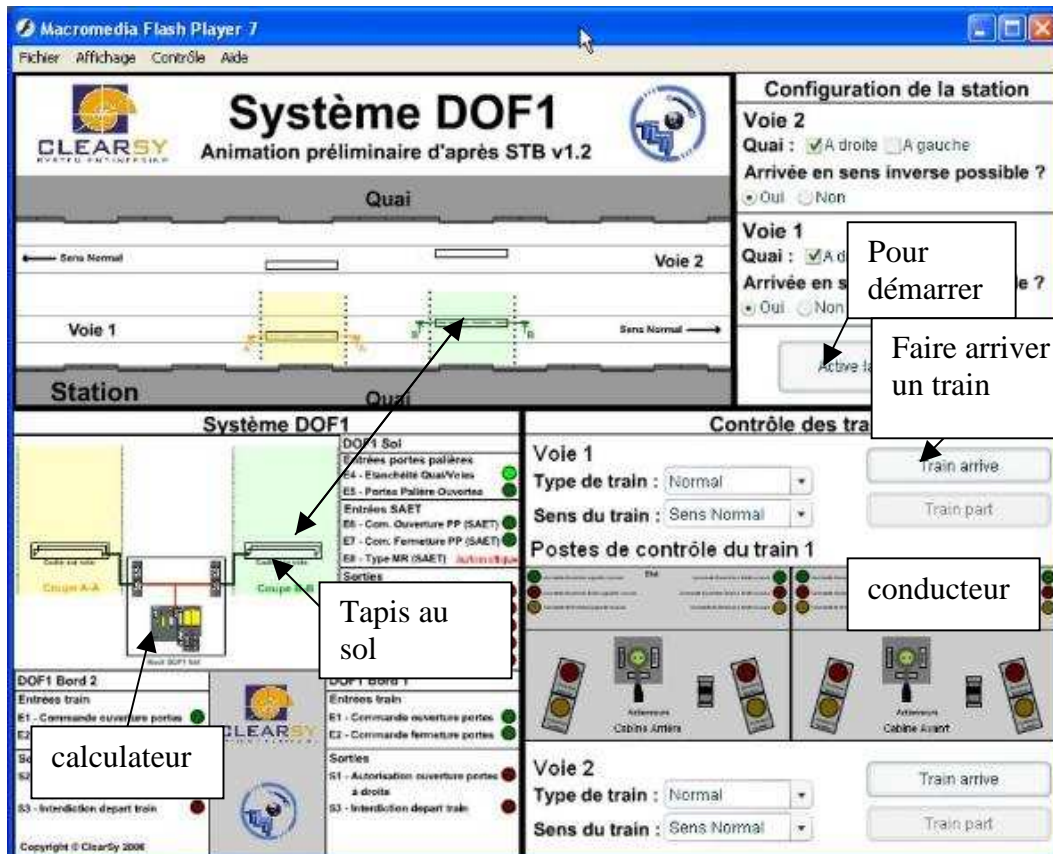 Macromedia Flash Player 7
Fichier Affichage Contrôle Aide
CLEARSY
SYSTEM ENGINEERING
Système DOF1
Animation préliminaire d'après STB v1.2
Quai
Sens Normal
Voie 2
Voie 1
A A B B
Sens Normal
Station
Quai
Configuration de la station
Voie 2
Quai : A droite A gauche
Arrivée en sens inverse possible ?
Oui Non
Voie 1
Quai : A d
Arrivée en s e ?
Oui Non
Active la
Pour
démarrer
Faire arriver
un train
Système DOF1
Coupe A-A
Coupe B-B
DOF1 Sol
Entrées portes palières
E4 - Etanchéité Quai/Voies
E5 - Portes Palière Ouvertes
Entrées SAET
E6 - Com. Ouverture PP (SAET)
E7 - Com. Fermeture PP (SAET)
E8 - Type MR (SAET) Automatique
Sorties
Tapis au
sol
calculateur
DOF1 Bord 2
Entrées train
E1 - Commande ouverture portes
E2
S3 - Interdiction depart train
Copyright © ClearSy 2006
CLEARSY
DOF1 Bord 1
Entrées train
E1 - Commande ouverture portes
E2 - Commande fermeture portes
Sorties
S1 - Autorisation ouverture portes
à droite
S3 - Interdiction depart train
Contrôle des tra
Voie 1
Type de train : Normal
Sens du train : Sens Normal
Train arrive
Train part
Postes de contrôle du train 1
conducteur
Cabine Arrière
Cabine Avant
Voie 2
Type de train : Normal
Sens du train : Sens Normal
Train arrive
Train part